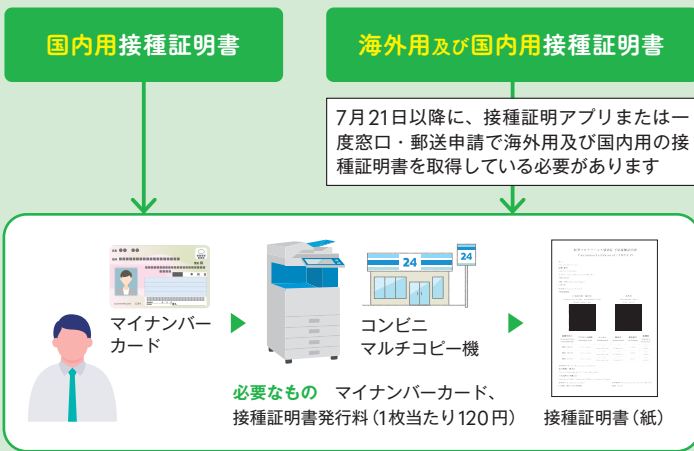 国内用接種証明書
海外用及び国内用接種証明書
7月21日以降に、接種証明アプリまたは一
度窓口・郵送申請で海外用及び国内用の接
種証明書を取得している必要があります
マイナンバー
カード
24
24
コンビニ
マルチコピー機
必要なもの　マイナンバーカード、
接種証明書発行料（1枚当たり120円）
接種証明書（紙）